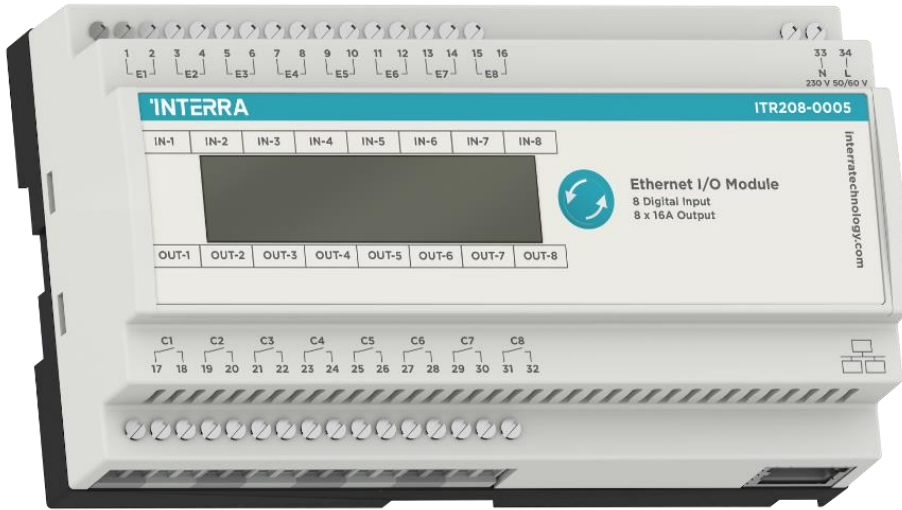 1 2 3 4 5 6 7 8 9 10 11 12 13 14 15 16
E1 E2 E3 E4 E5 E6 E7 E8
33 34
N L
230 V 50/60 V
INTERRA
ITR208-0005
IN-1 IN-2 IN-3 IN-4 IN-5 IN-6 IN-7 IN-8
Ethernet I/O Module
8 Digital Input
8 x 16A Output
interratechnology.com
OUT-1 OUT-2 OUT-3 OUT-4 OUT-5 OUT-6 OUT-7 OUT-8
C1 C2 C3 C4 C5 C6 C7 C8
17 18 19 20 21 22 23 24 25 26 27 28 29 30 31 32